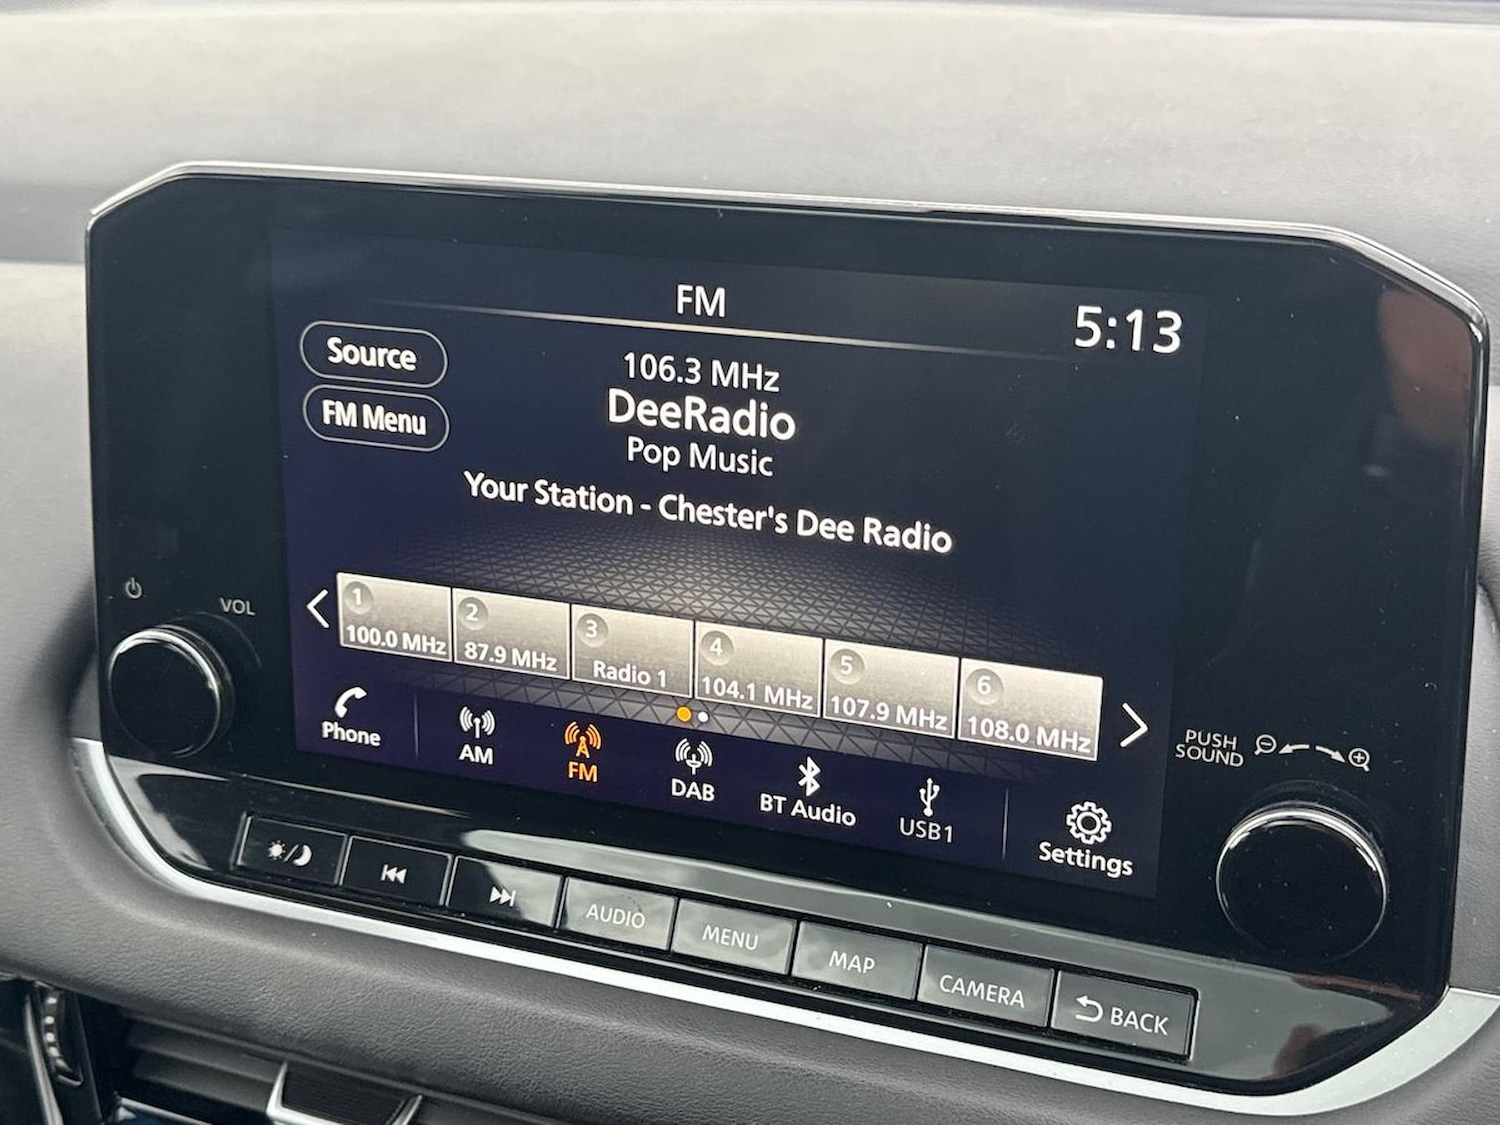 FM
5:13
Source
FM Menu
106.3 MHz
DeeRadio
Pop Music
Your Station - Chester's Dee Radio
1
100.0 MHz
2
87.9 MHz
3
Radio 1
4
104.1 MHz
5
107.9 MHz
6
108.0 MHz
Phone
AM
FM
DAB
BT Audio
USB1
Settings
VOL
PUSH
SOUND
AUDIO
MENU
MAP
CAMERA
BACK